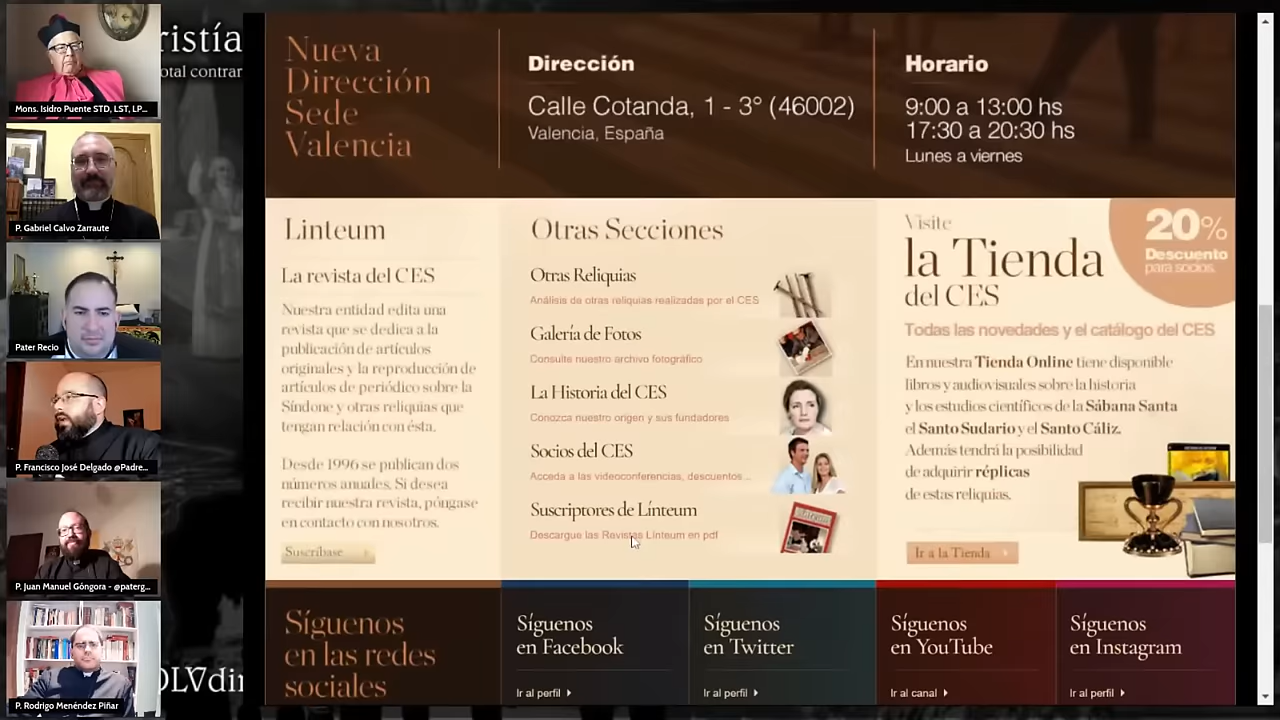 Mons. Isidro Puente STD, LST, LP...
P. Gabriel Calvo Zarraute
Pater Recio
P. Francisco José Delgado @Padre...
P. Juan Manuel Góngora - @paterg...
P. Rodrigo Menéndez Piñar
ristía
otal contrar
OLVdir
Nueva
Dirección
Sede
Valencia
Dirección
Calle Cotanda, 1 - 3° (46002)
Valencia, España
Horario
9:00 a 13:00 hs
17:30 a 20:30 hs
Lunes a viernes
Linteum
La revista del CES
Nuestra entidad edita una
revista que se dedica a la
publicación de artículos
originales y la reproducción de
artículos de periódico sobre la
Síndone y otras reliquias que
tengan relación con ésta.
Desde 1996 se publican dos
números anuales. Si desea
recibir nuestra revista, póngase
en contacto con nosotros.
Suscríbase
Otras Secciones
Otras Reliquias
Análisis de otras reliquias realizadas por el CES
Galería de Fotos
Consulte nuestro archivo fotográfico
La Historia del CES
Conozca nuestro origen y sus fundadores
Socios del CES
Acceda a las videoconferencias, descuentos...
Suscriptores de Línteum
Descargue las Revistas Línteum en pdf
Visite
la Tienda
del CES
20%
Descuento
para socios.
Todas las novedades y el catálogo del CES
En nuestra Tienda Online tiene disponible
libros y audiovisuales sobre la historia
y los estudios científicos de la Sábana Santa
el Santo Sudario y el Santo Cáliz.
Además tendrá la posibilidad
de adquirir réplicas
de estas reliquias.
Ir a la Tienda
Síguenos
en las redes
sociales
Síguenos
en Facebook
Ir al perfil
Síguenos
en Twitter
Ir al perfil
Síguenos
en YouTube
Ir al canal
Síguenos
en Instagram
Ir al perfil